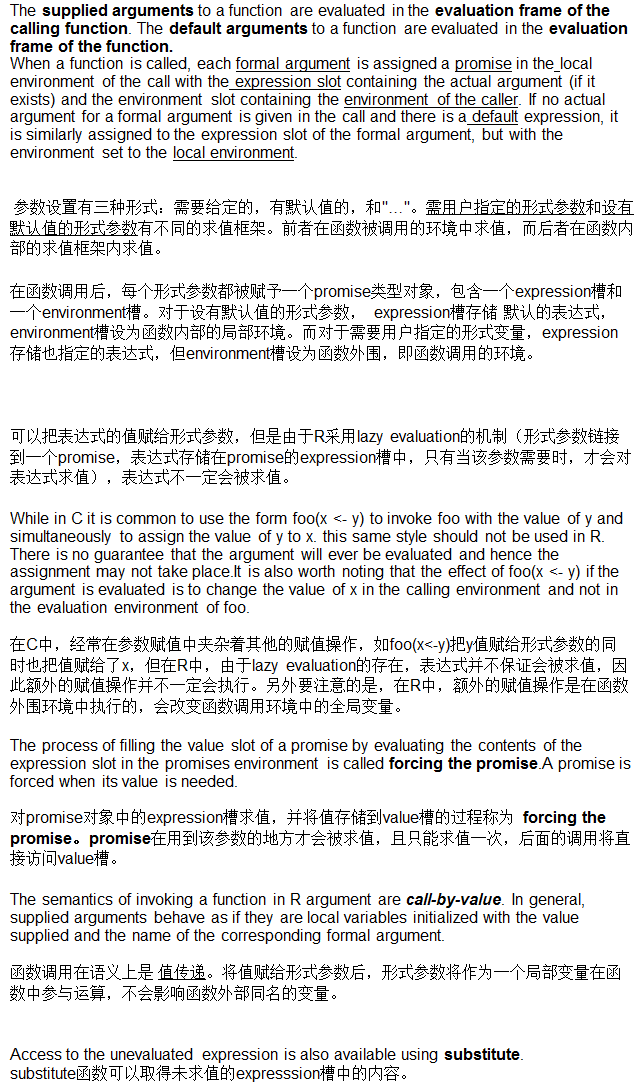 The supplied arguments to a function are evaluated in the evaluation frame of the
calling function. The default arguments to a function are evaluated in the evaluation
frame of the function.
When a function is called, each formal argument is assigned a promise in the local
environment of the call with the expression slot containing the actual argument (if it
exists) and the environment slot containing the environment of the caller. If no actual
argument for a formal argument is given in the call and there is a default expression, it
is similarly assigned to the expression slot of the formal argument, but with the
environment set to the local environment.
参数设置有三种形式：需要给定的，有默认值的，和"…"。需用户指定的形式参数和设有
默认值的形式参数有不同的求值框架。前者在函数被调用的环境中求值，而后者在函数内
部的求值框架内求值。
在函数调用后，每个形式参数都被赋予一个promise类型对象，包含一个expression槽和
一个environment槽。对于设有默认值的形式参数， expression槽存储 默认的表达式，
environment槽设为函数内部的局部环境。而对于需要用户指定的形式变量，expression
存储也指定的表达式，但environment槽设为函数外围，即函数调用的环境。
可以把表达式的值赋给形式参数，但是由于R采用lazy evaluation的机制（形式参数链接
到一个promise，表达式存储在promise的expression槽中，只有当该参数需要时，才会对
表达式求值），表达式不一定会被求值。
While in C it is common to use the form foo(x <- y) to invoke foo with the value of y and
simultaneously to assign the value of y to x. this same style should not be used in R.
There is no guarantee that the argument will ever be evaluated and hence the
assignment may not take place.It is also worth noting that the effect of foo(x <- y) if the
argument is evaluated is to change the value of x in the calling environment and not in
the evaluation environment of foo.
在C中，经常在参数赋值中夹杂着其他的赋值操作，如foo(x<-y)把y值赋给形式参数的同
时也把值赋给了x，但在R中，由于lazy evaluation的存在，表达式并不保证会被求值，因
此额外的赋值操作并不一定会执行。另外要注意的是，在R中，额外的赋值操作是在函数
外围环境中执行的，会改变函数调用环境中的全局变量。
The process of filling the value slot of a promise by evaluating the contents of the
expression slot in the promises environment is called forcing the promise.A promise is
forced when its value is needed.
对promise对象中的expression槽求值，并将值存储到value槽的过程称为 forcing the
promise。promise在用到该参数的地方才会被求值，且只能求值一次，后面的调用将直
接访问value槽。
The semantics of invoking a function in R argument are call-by-value. In general,
supplied arguments behave as if they are local variables initialized with the value
supplied and the name of the corresponding formal argument.
函数调用在语义上是 值传递。将值赋给形式参数后，形式参数将作为一个局部变量在函
数中参与运算，不会影响函数外部同名的变量。
Access to the unevaluated expression is also available using substitute.
substitute函数可以取得未求值的expresssion槽中的内容。